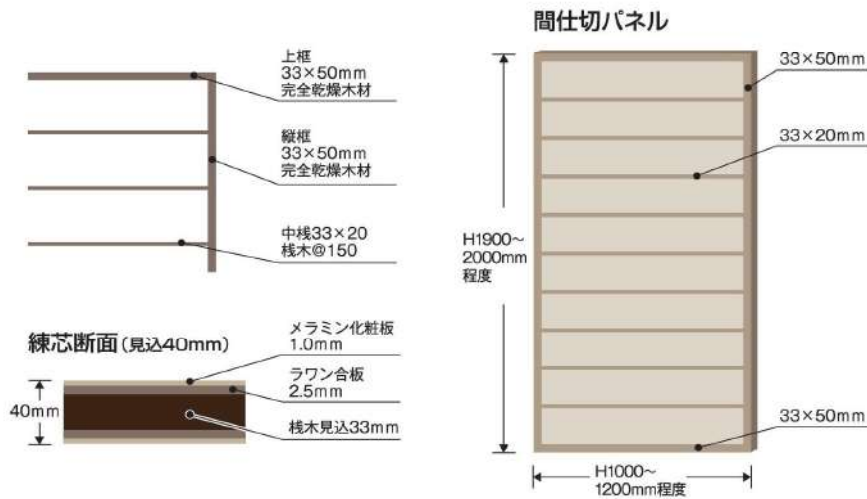 間仕切パネル
上框
33×50mm
完全乾燥木材
縦框
33×50mm
完全乾燥木材
中桟33×20
桟木@150
練芯断面(見込40mm)
メラミン化粧板
1.0mm
ラワン合板
2.5mm
40mm
桟木見込33mm
33×50mm
33×20mm
H1900～
2000mm
程度
33×50mm
H1000～
1200mm程度